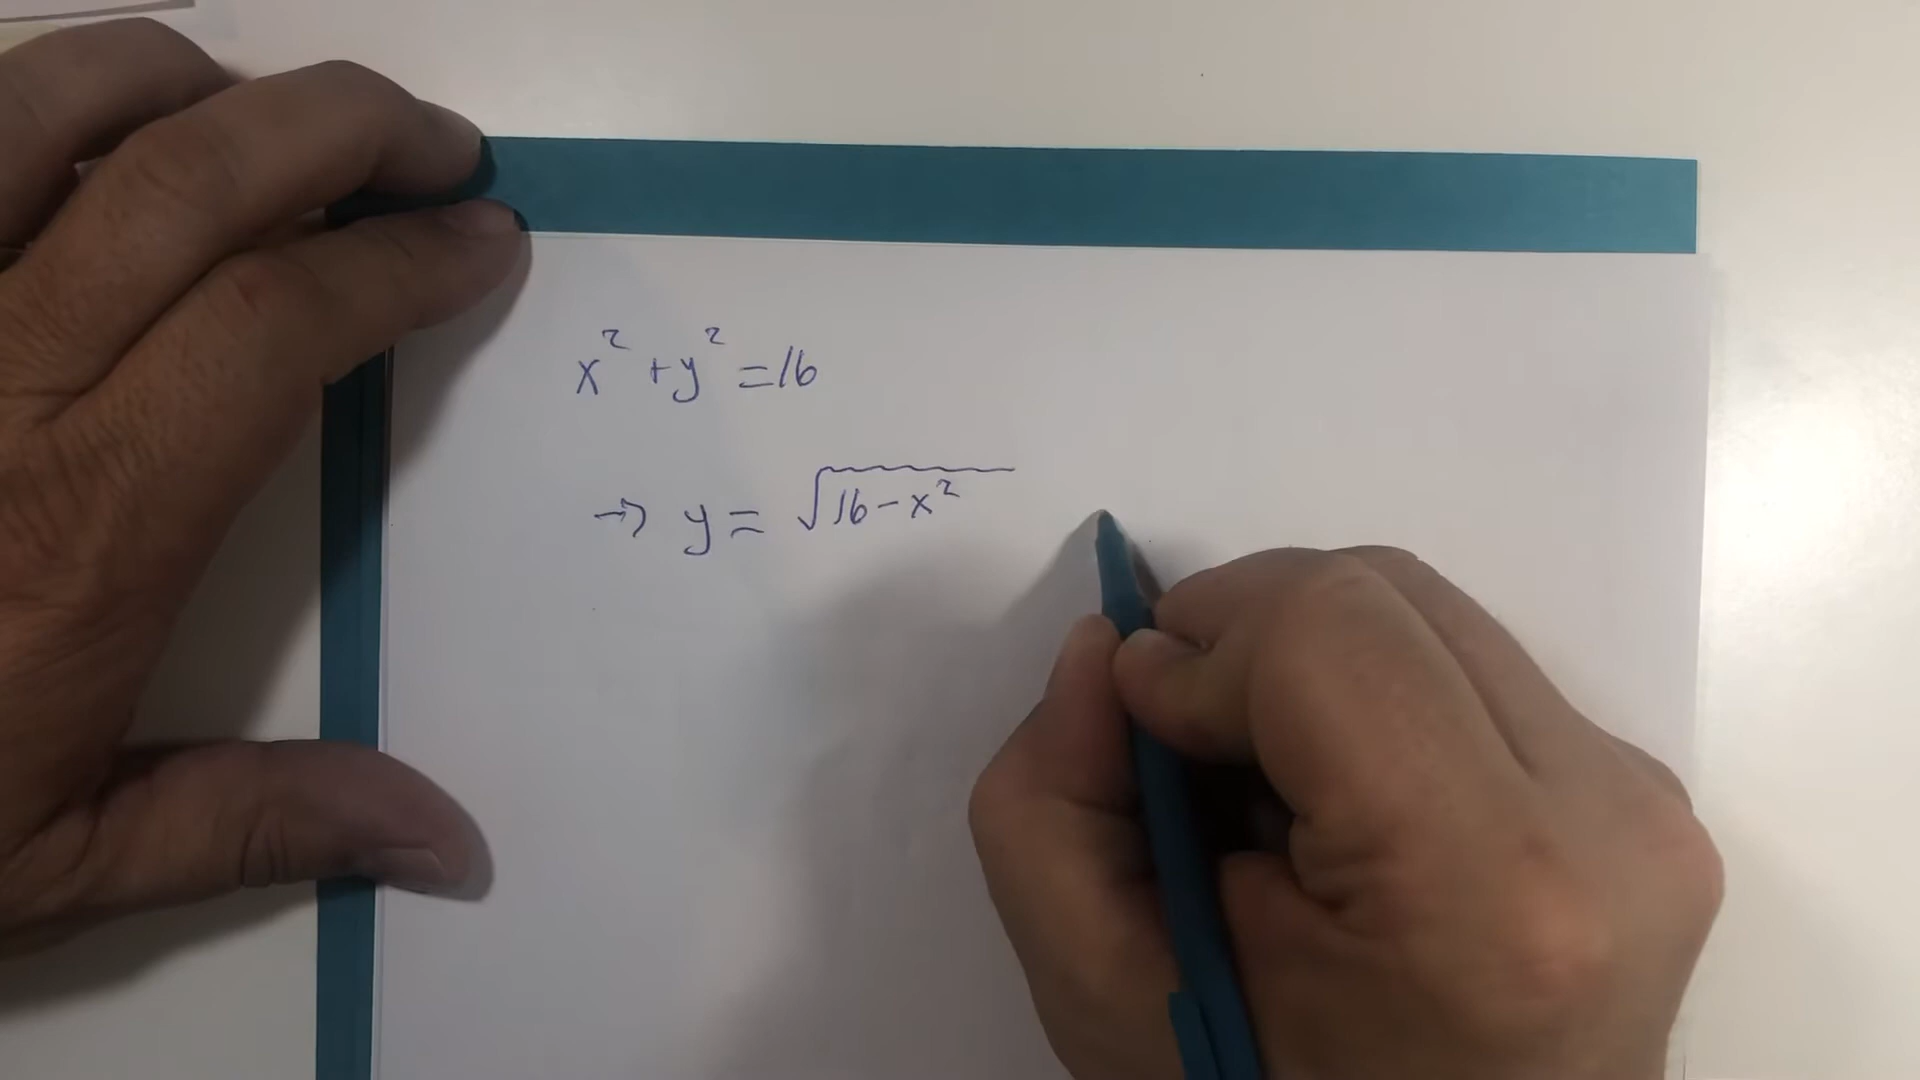 x² + y² = 16
→ y = √(16 - x²)